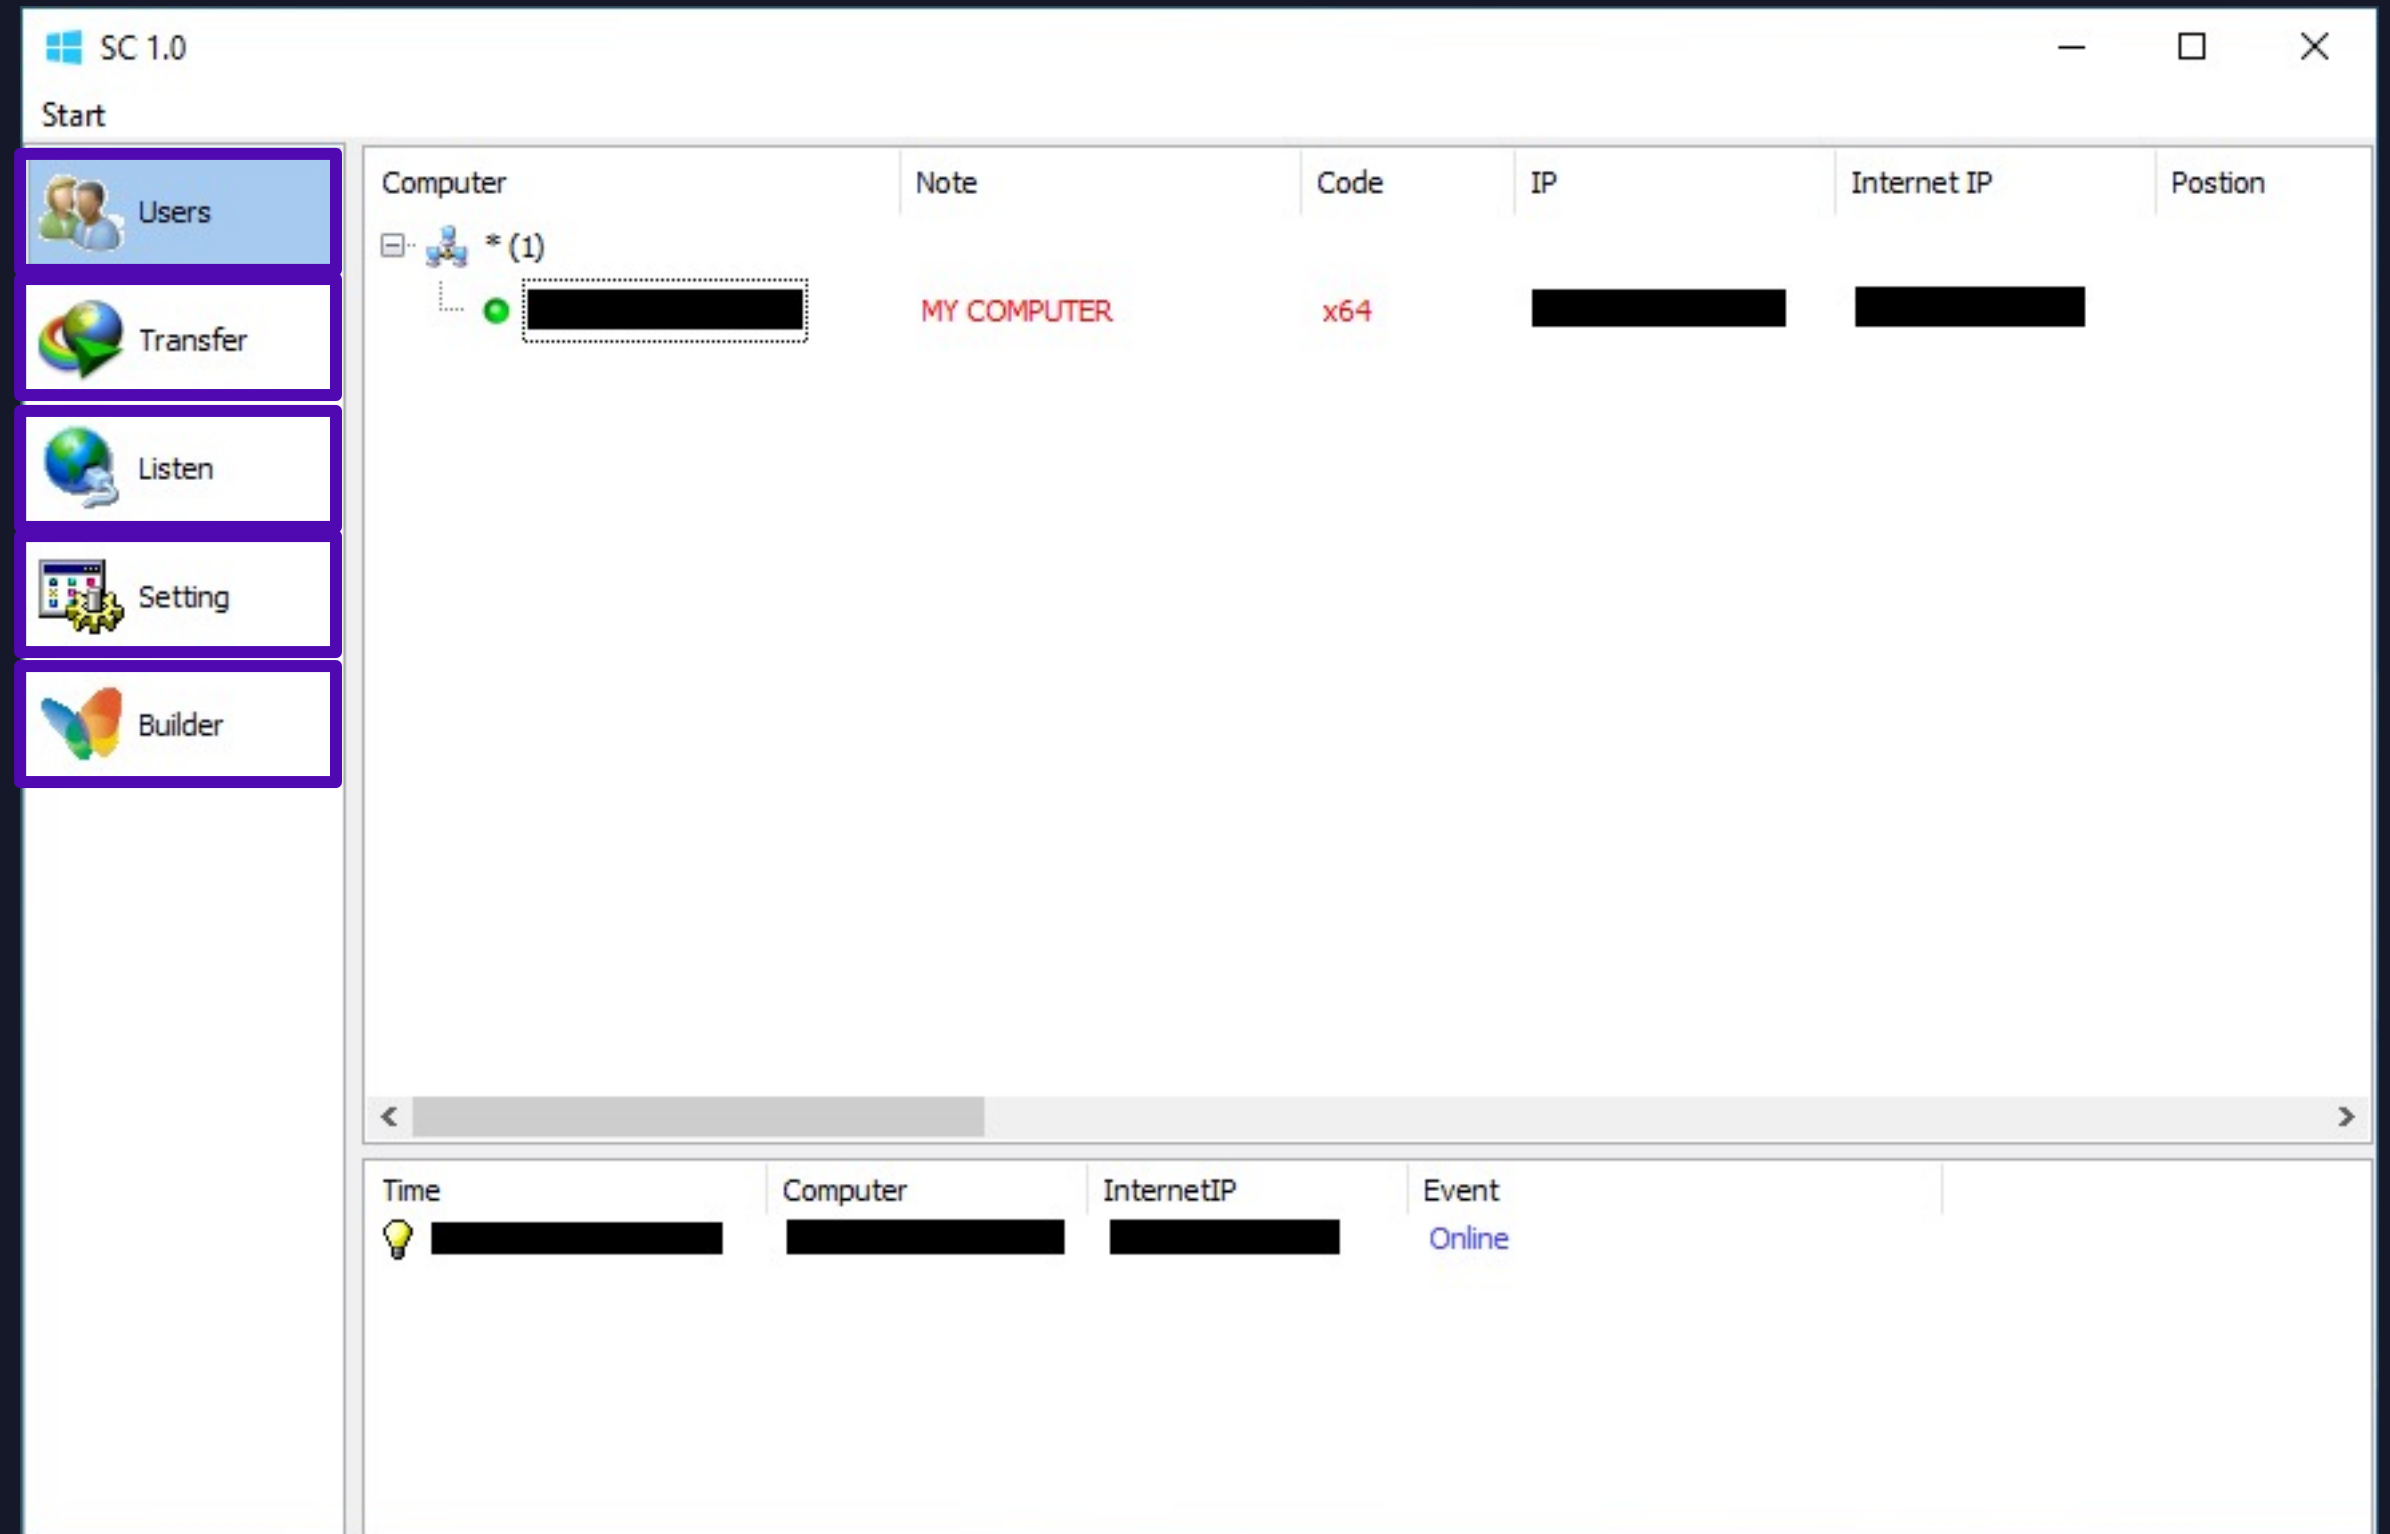 SC 1.0
Start
Users
Transfer
Listen
Setting
Builder
Computer Note Code IP Internet IP Postion
* (1)
MY COMPUTER x64
Time Computer InternetIP Event
Online